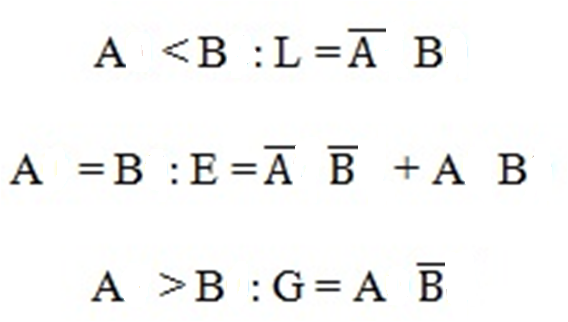 A < B : L = A̅ B
A = B : E = A̅ B̅ + A B
A > B : G = A B̅